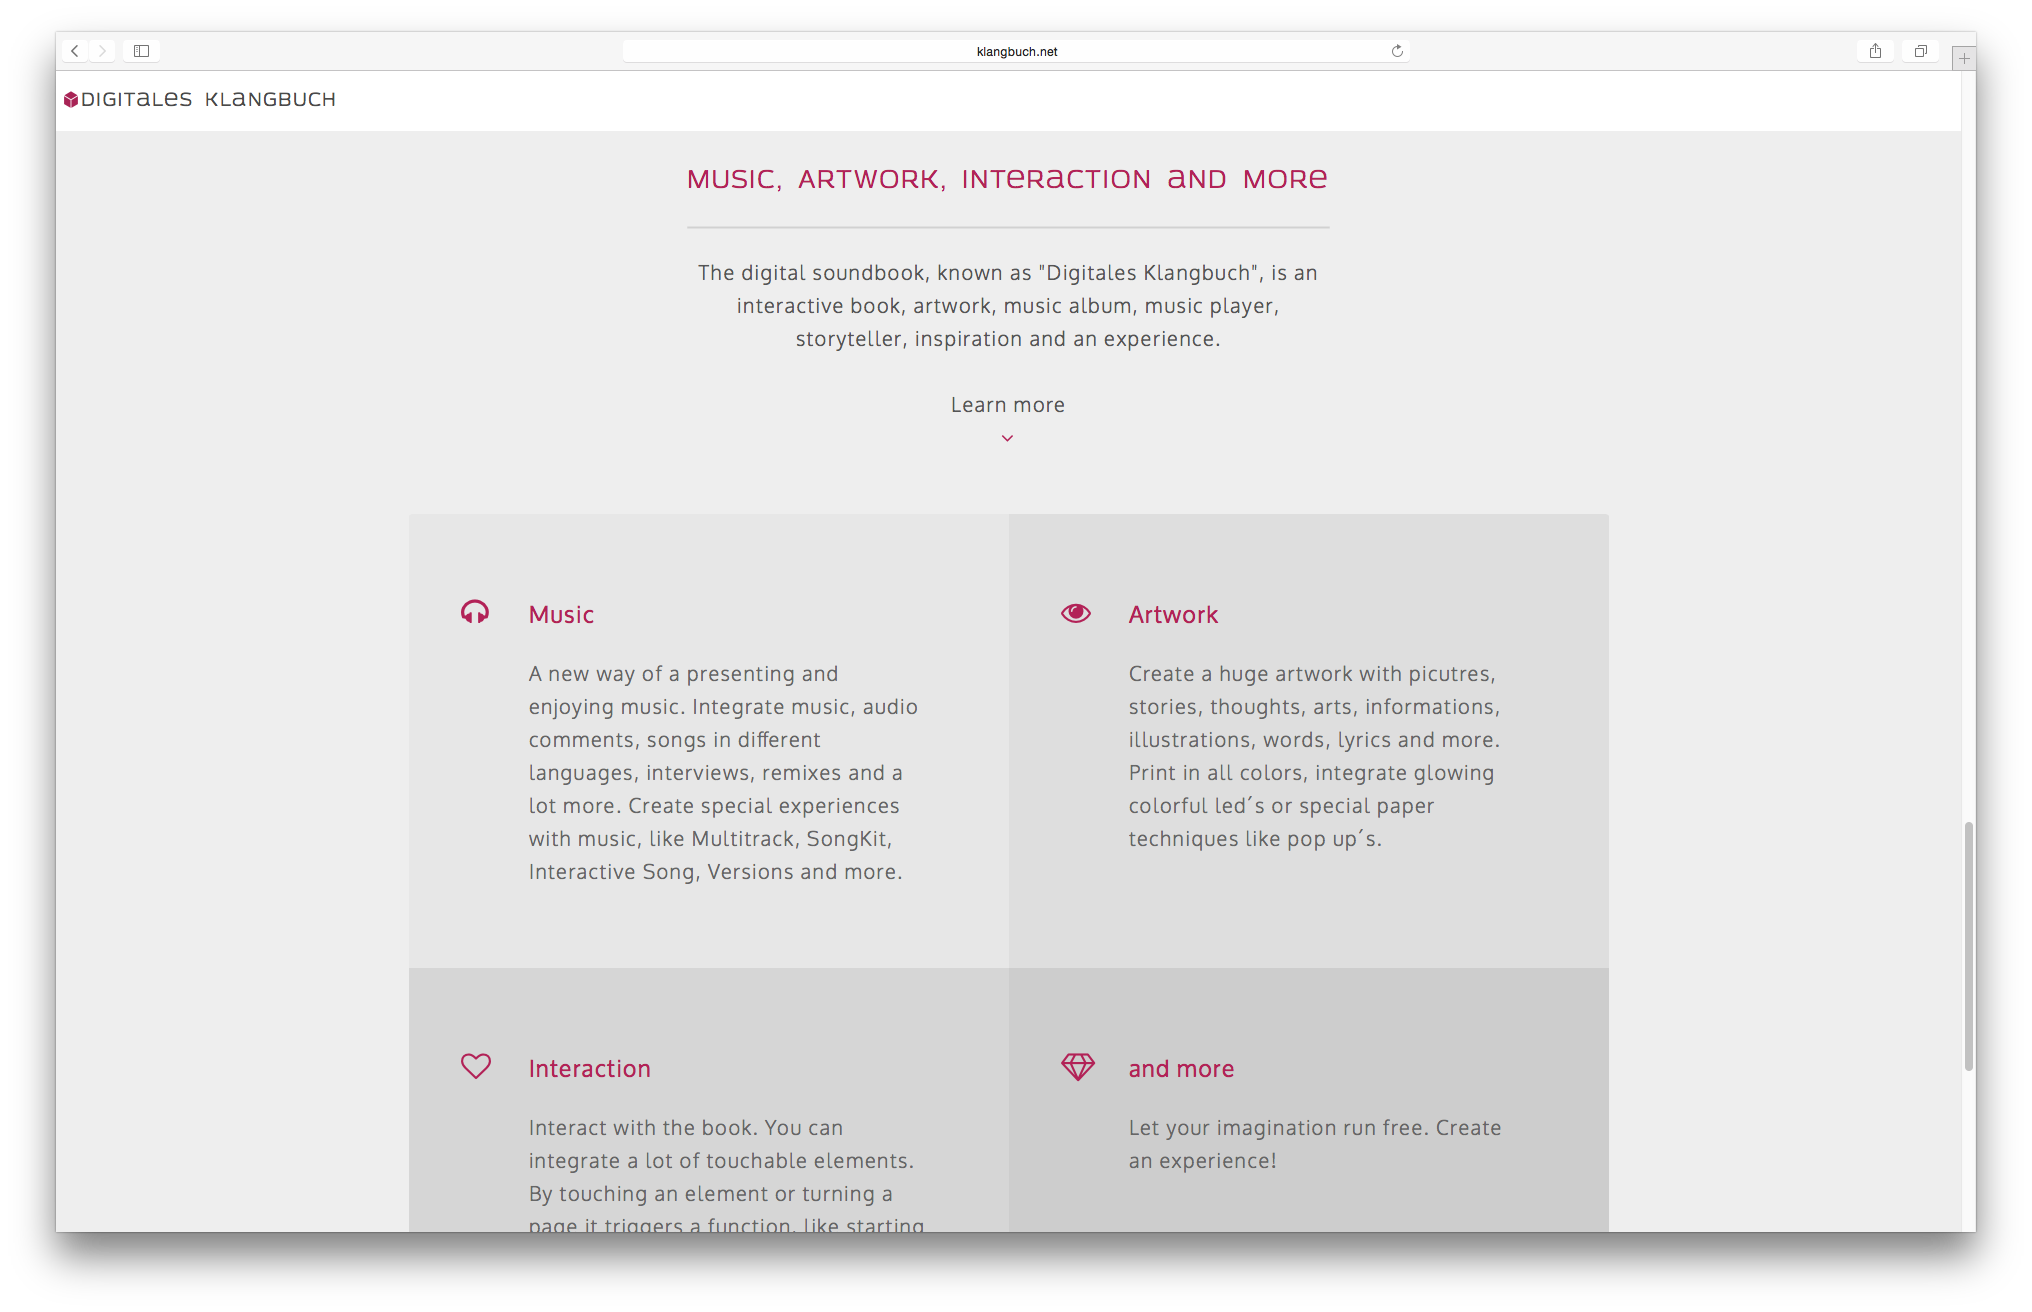 klangbuch.net
DIGITaLes KLaNGBUCH
MUSIC, ARTWORK, INTeRaCTION aND MORe
The digital soundbook, known as "Digitales Klangbuch", is an
interactive book, artwork, music album, music player,
storyteller, inspiration and an experience.
Learn more
Music
A new way of a presenting and
enjoying music. Integrate music, audio
comments, songs in different
languages, interviews, remixes and a
lot more. Create special experiences
with music, like Multitrack, SongKit,
Interactive Song, Versions and more.
Artwork
Create a huge artwork with picutres,
stories, thoughts, arts, informations,
illustrations, words, lyrics and more.
Print in all colors, integrate glowing
colorful led´s or special paper
techniques like pop up´s.
Interaction
Interact with the book. You can
integrate a lot of touchable elements.
By touching an element or turning a
page it triggers a function, like starting
and more
Let your imagination run free. Create
an experience!